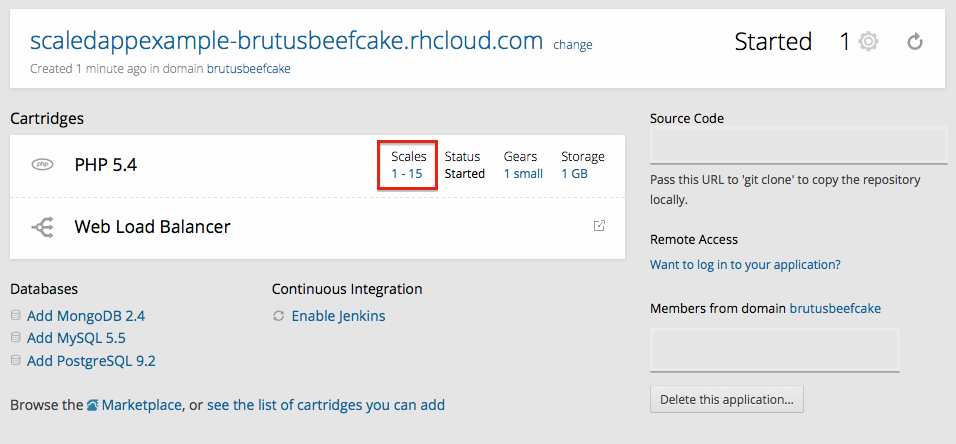 scaledappexample-brutusbeefcake.rhcloud.com change
Started 1
Created 1 minute ago in domain brutusbeefcake
Cartridges
php PHP 5.4
Scales Status Gears Storage
1 - 15 Started 1 small 1 GB
Web Load Balancer
Databases
Add MongoDB 2.4
Add MySQL 5.5
Add PostgreSQL 9.2
Continuous Integration
Enable Jenkins
Browse the Marketplace, or see the list of cartridges you can add
Source Code
Pass this URL to 'git clone' to copy the repository
locally.
Remote Access
Want to log in to your application?
Members from domain brutusbeefcake
Delete this application...